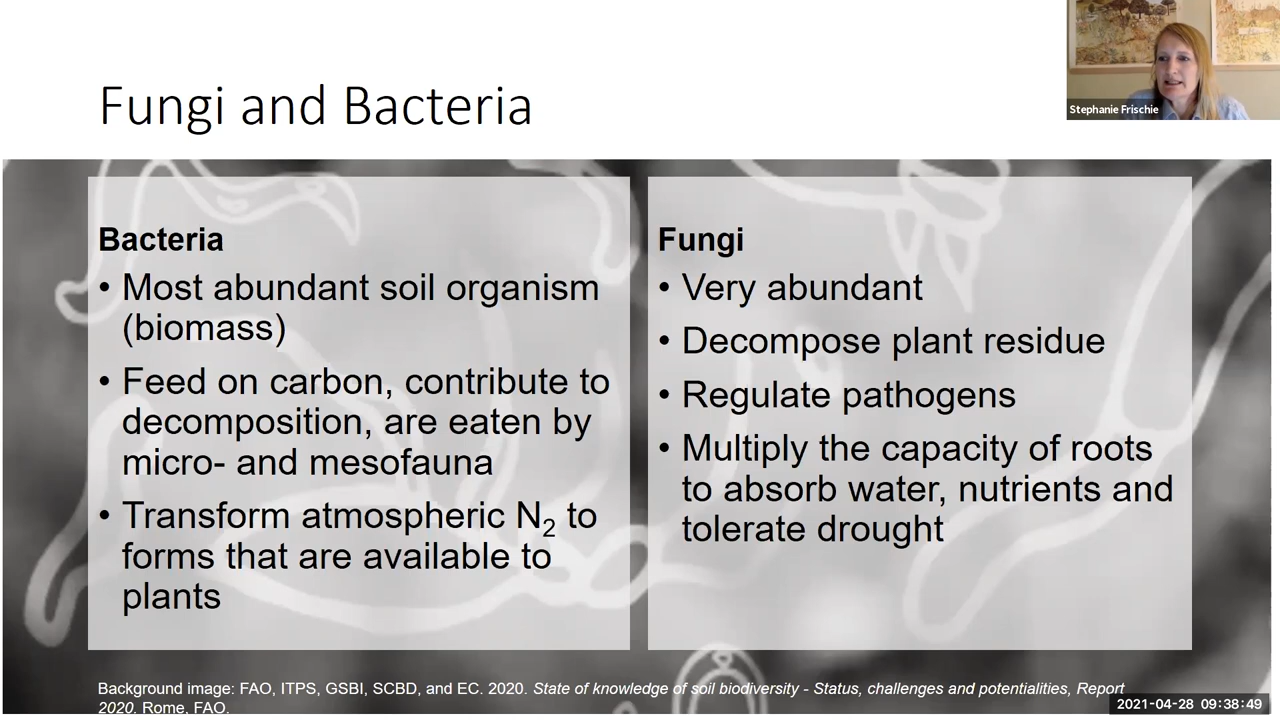 Fungi and Bacteria
Stephanie Frischie
Bacteria
• Most abundant soil organism
(biomass)
• Feed on carbon, contribute to
decomposition, are eaten by
micro- and mesofauna
• Transform atmospheric N₂ to
forms that are available to
plants
Fungi
• Very abundant
• Decompose plant residue
• Regulate pathogens
• Multiply the capacity of roots
to absorb water, nutrients and
tolerate drought
Background image: FAO, ITPS, GSBI, SCBD, and EC. 2020. State of knowledge of soil biodiversity - Status, challenges and potentialities, Report
2020. Rome, FAO.
2021-04-28 09:38:49